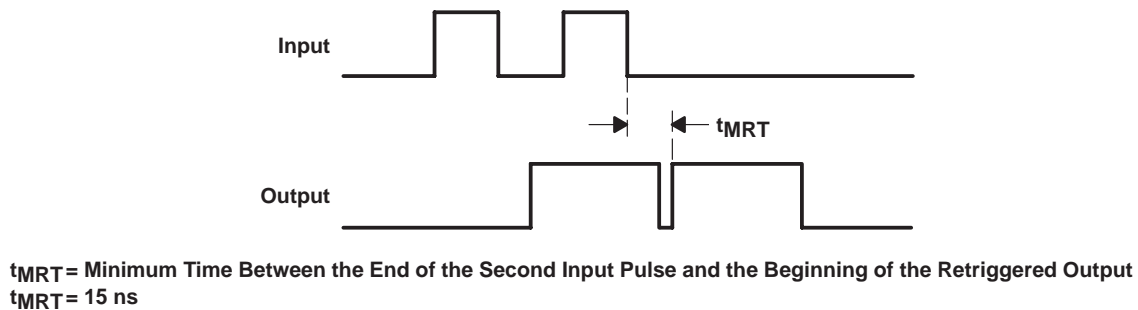 Input
tMRT
Output
tMRT = Minimum Time Between the End of the Second Input Pulse and the Beginning of the Retriggered Output
tMRT = 15 ns